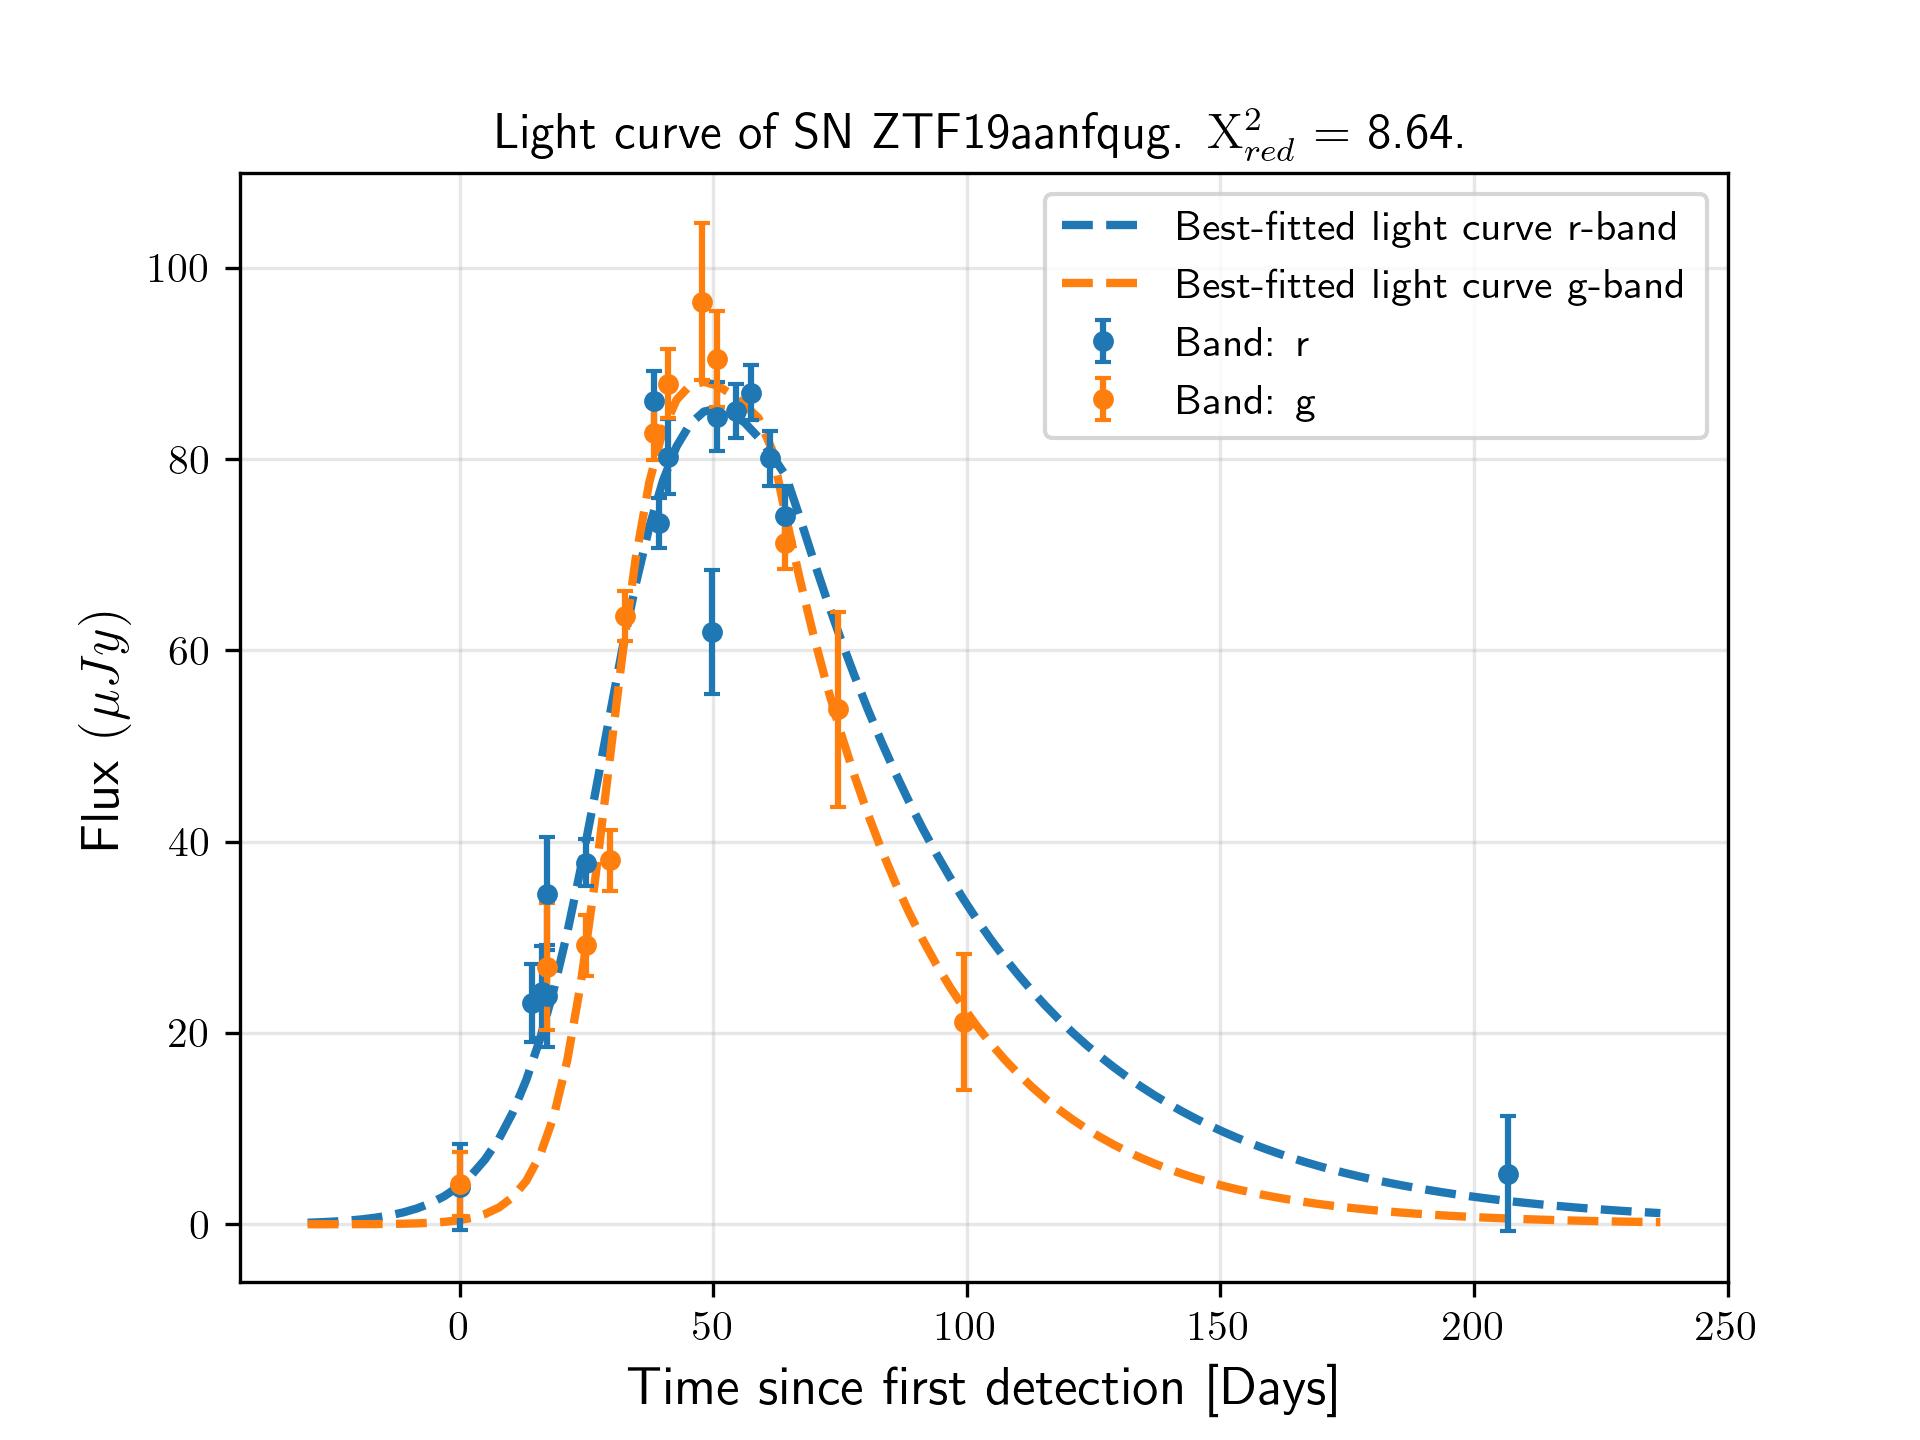 Light curve of SN ZTF19aanfqug. X²_red = 8.64.
Best-fitted light curve r-band
Best-fitted light curve g-band
Band: r
Band: g
100
80
60
40
20
0
Flux (μJy)
0 50 100 150 200 250
Time since first detection [Days]